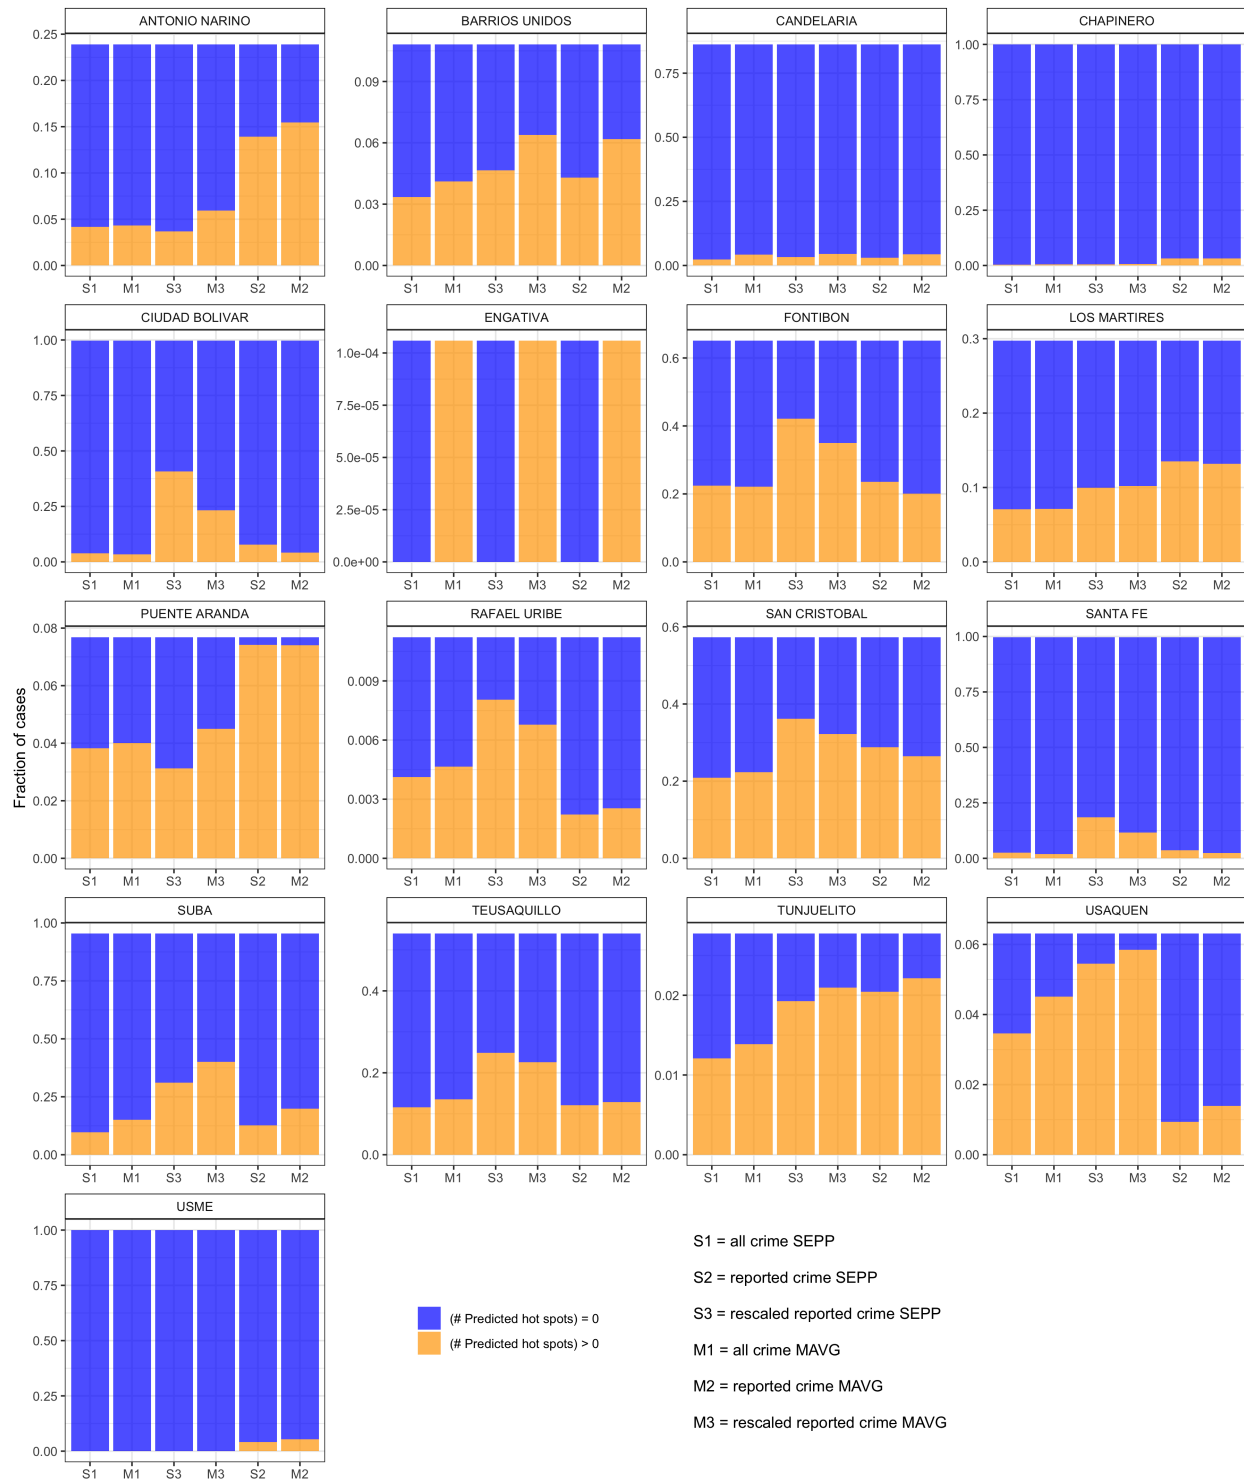 ANTONIO NARINO BARRIOS UNIDOS CANDELARIA CHAPINERO
0.25
0.20
0.15
0.10
0.05
0.00
0.09
0.06
0.03
0.00
0.75
0.50
0.25
0.00
1.00
0.75
0.50
0.25
0.00
S1 M1 S3 M3 S2 M2 S1 M1 S3 M3 S2 M2 S1 M1 S3 M3 S2 M2 S1 M1 S3 M3 S2 M2
CIUDAD BOLIVAR ENGATIVA FONTIBON LOS MARTIRES
1.00
0.75
0.50
0.25
0.00
1.0e-04
7.5e-05
5.0e-05
2.5e-05
0.0e+00
0.6
0.4
0.2
0.0
0.3
0.2
0.1
0.0
S1 M1 S3 M3 S2 M2 S1 M1 S3 M3 S2 M2 S1 M1 S3 M3 S2 M2 S1 M1 S3 M3 S2 M2
Fraction of cases
PUENTE ARANDA RAFAEL URIBE SAN CRISTOBAL SANTA FE
0.08
0.06
0.04
0.02
0.00
0.009
0.006
0.003
0.000
0.6
0.4
0.2
0.0
1.00
0.75
0.50
0.25
0.00
S1 M1 S3 M3 S2 M2 S1 M1 S3 M3 S2 M2 S1 M1 S3 M3 S2 M2 S1 M1 S3 M3 S2 M2
SUBA TEUSAQUILLO TUNJUELITO USAQUEN
1.00
0.75
0.50
0.25
0.00
0.4
0.2
0.0
0.02
0.01
0.00
0.06
0.04
0.02
0.00
S1 M1 S3 M3 S2 M2 S1 M1 S3 M3 S2 M2 S1 M1 S3 M3 S2 M2 S1 M1 S3 M3 S2 M2
USME
1.00
0.75
0.50
0.25
0.00
S1 M1 S3 M3 S2 M2
(# Predicted hot spots) = 0
(# Predicted hot spots) > 0
S1 = all crime SEPP
S2 = reported crime SEPP
S3 = rescaled reported crime SEPP
M1 = all crime MAVG
M2 = reported crime MAVG
M3 = rescaled reported crime MAVG